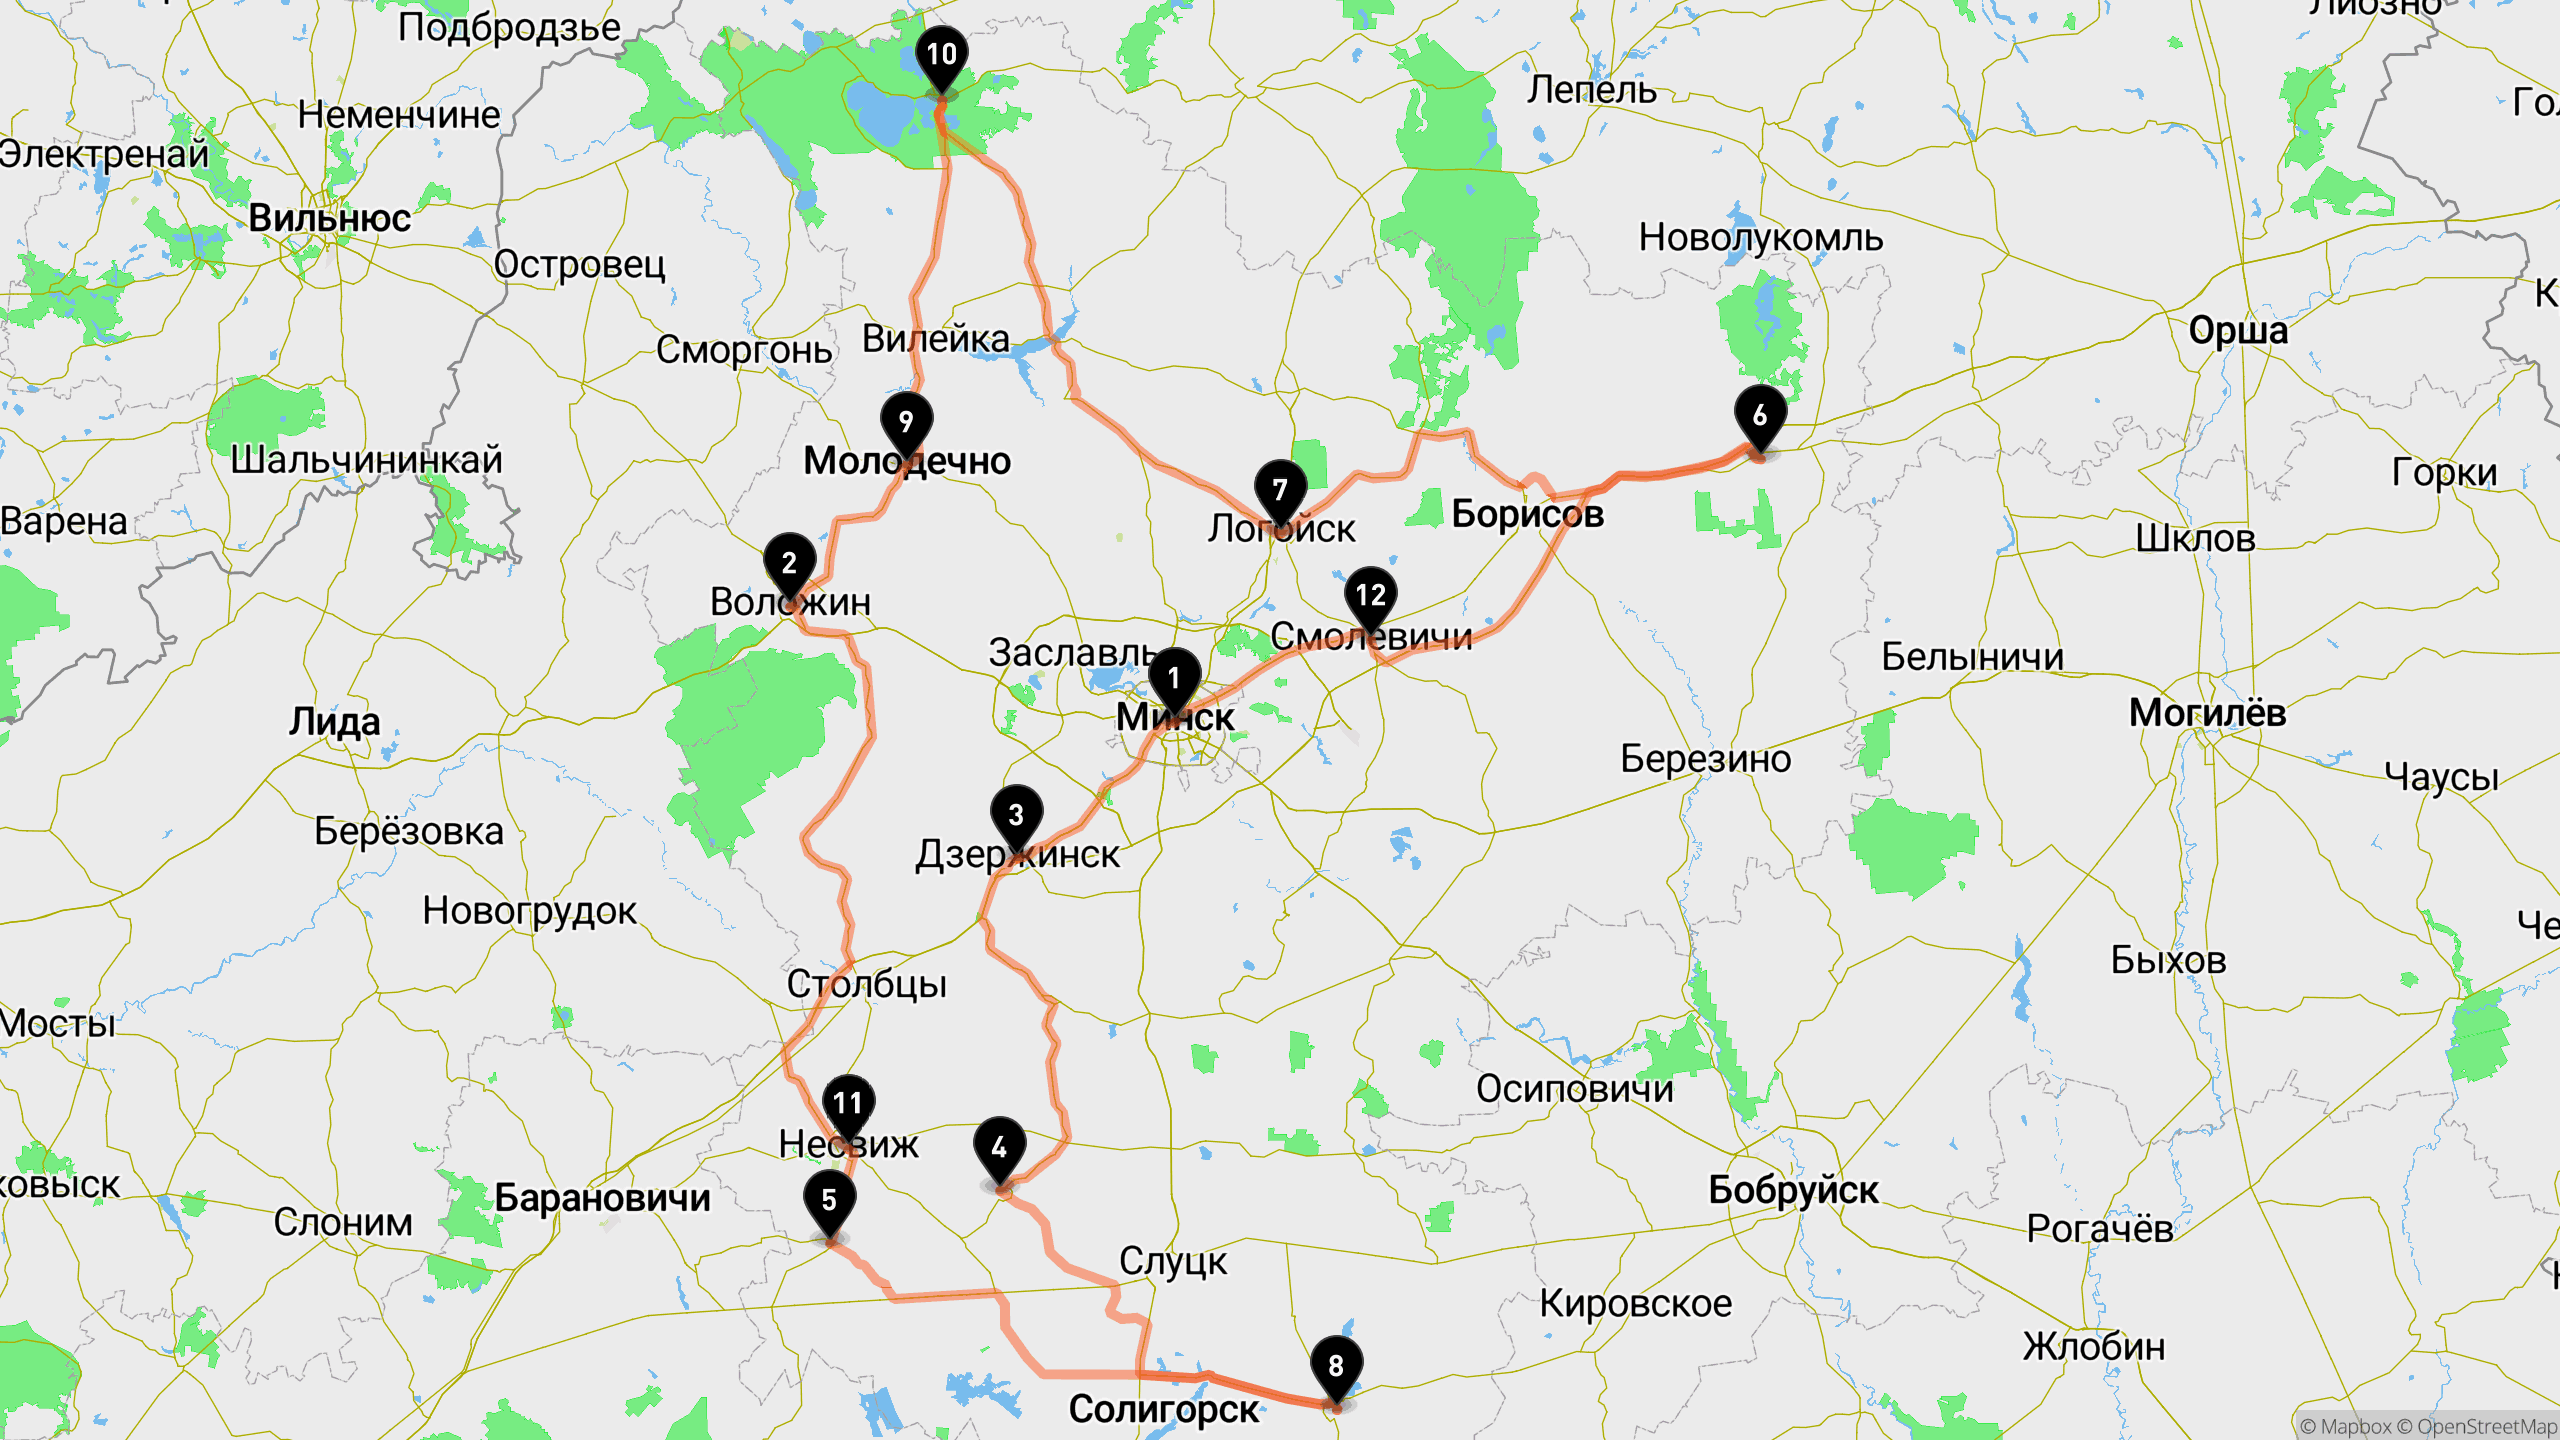 Лиозно
Подбродзье
10
Лепель
Го
Неменчине
Электренай
Вильнюс
Новолукомль
Островец
К
Орша
Вилейка
Сморгонь
9
6
Молодечно
Шальчининкай
Горки
7
Варена
Борисов
Логойск
Шклов
2
12
Воложин
Смолевичи
Заславль
Белыничи
1
Лида
Минск
Могилёв
Березино
Чаусы
3
Берёзовка
Дзержинск
Новогрудок
Че
Быхов
Столбцы
Мосты
Осиповичи
11
Несвиж
4
ковыск
Барановичи
5
Бобруйск
Слоним
Рогачёв
Слуцк
Кировское
Жлобин
8
Солигорск
© Mapbox © OpenStreetMap